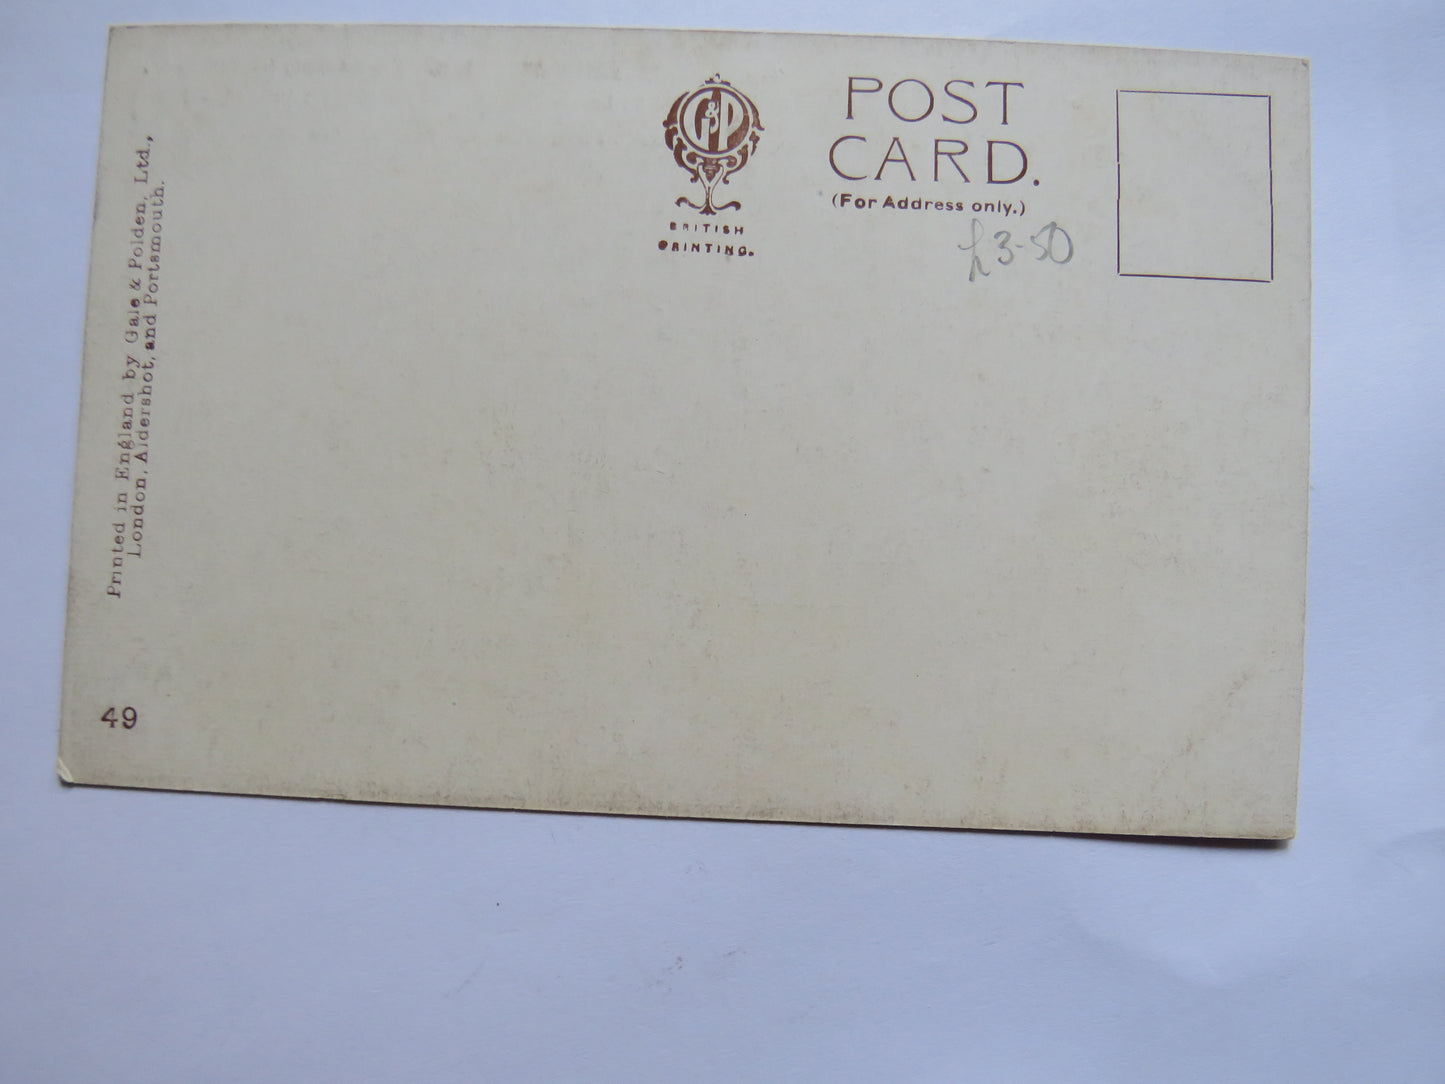 G&P
BRITISH
PRINTING.
POST
CARD.
(For Address only.)
£3-50
Printed in England by Gale & Polden, Ltd.,
London, Aldershot, and Portsmouth.
49